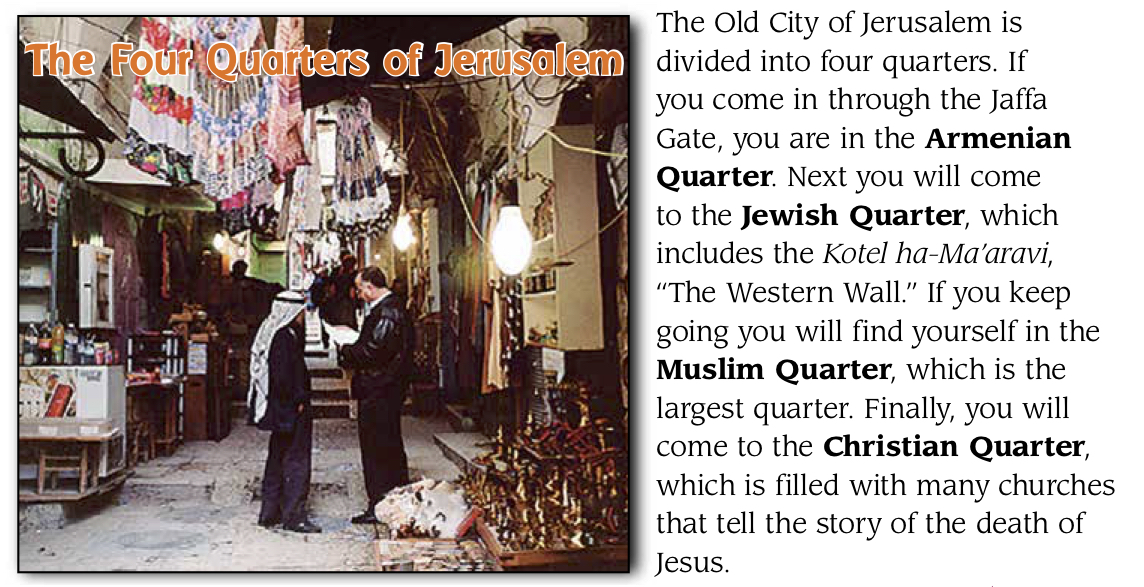 The Four Quarters of Jerusalem
The Old City of Jerusalem is
divided into four quarters. If
you come in through the Jaffa
Gate, you are in the Armenian
Quarter. Next you will come
to the Jewish Quarter, which
includes the Kotel ha-Ma’aravi,
“The Western Wall.” If you keep
going you will find yourself in the
Muslim Quarter, which is the
largest quarter. Finally, you will
come to the Christian Quarter,
which is filled with many churches
that tell the story of the death of
Jesus.